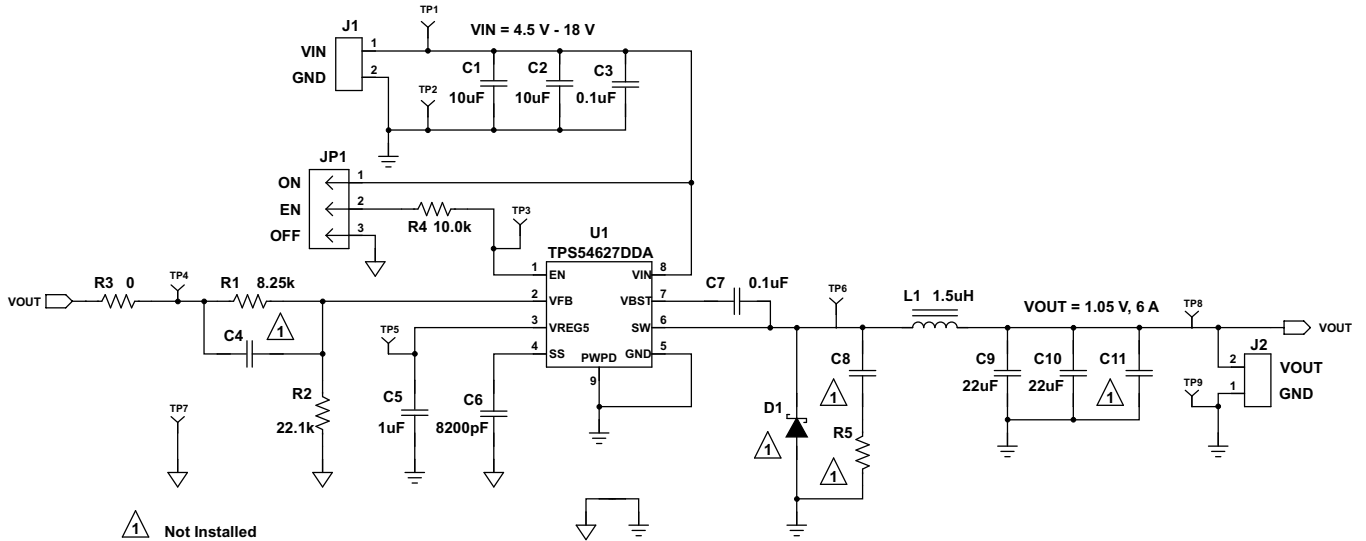 TP1
J1
VIN = 4.5 V - 18 V
VIN
1
GND
2
C1
10uF
C2
10uF
C3
0.1uF
TP2
JP1
ON
1
EN
2
OFF
3
R4 10.0k
TP3
U1
TPS54627DDA
1
EN
VIN
8
2
VFB
VBST
7
3
VREG5
SW
6
4
SS
GND
5
PWPD
9
VOUT
R3 0
TP4
R1 8.25k
1
C4
R2
22.1k
TP7
TP5
C5
1uF
C6
8200pF
C7
0.1uF
TP6
L1 1.5uH
VOUT = 1.05 V, 6 A
TP8
VOUT
C8
1
D1
1
R5
1
C9
22uF
C10
22uF
C11
1
J2
2
VOUT
TP9
1
GND
1 Not Installed